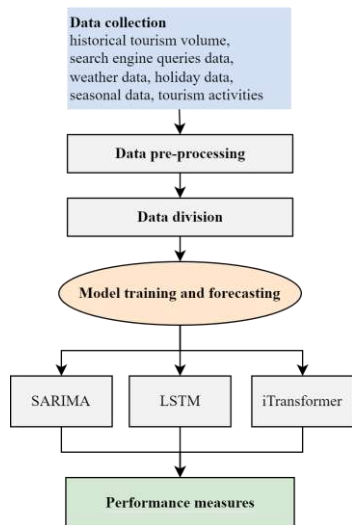 Data collection
historical tourism volume,
search engine queries data,
weather data, holiday data,
seasonal data, tourism activities
Data pre-processing
Data division
Model training and forecasting
SARIMA
LSTM
iTransformer
Performance measures